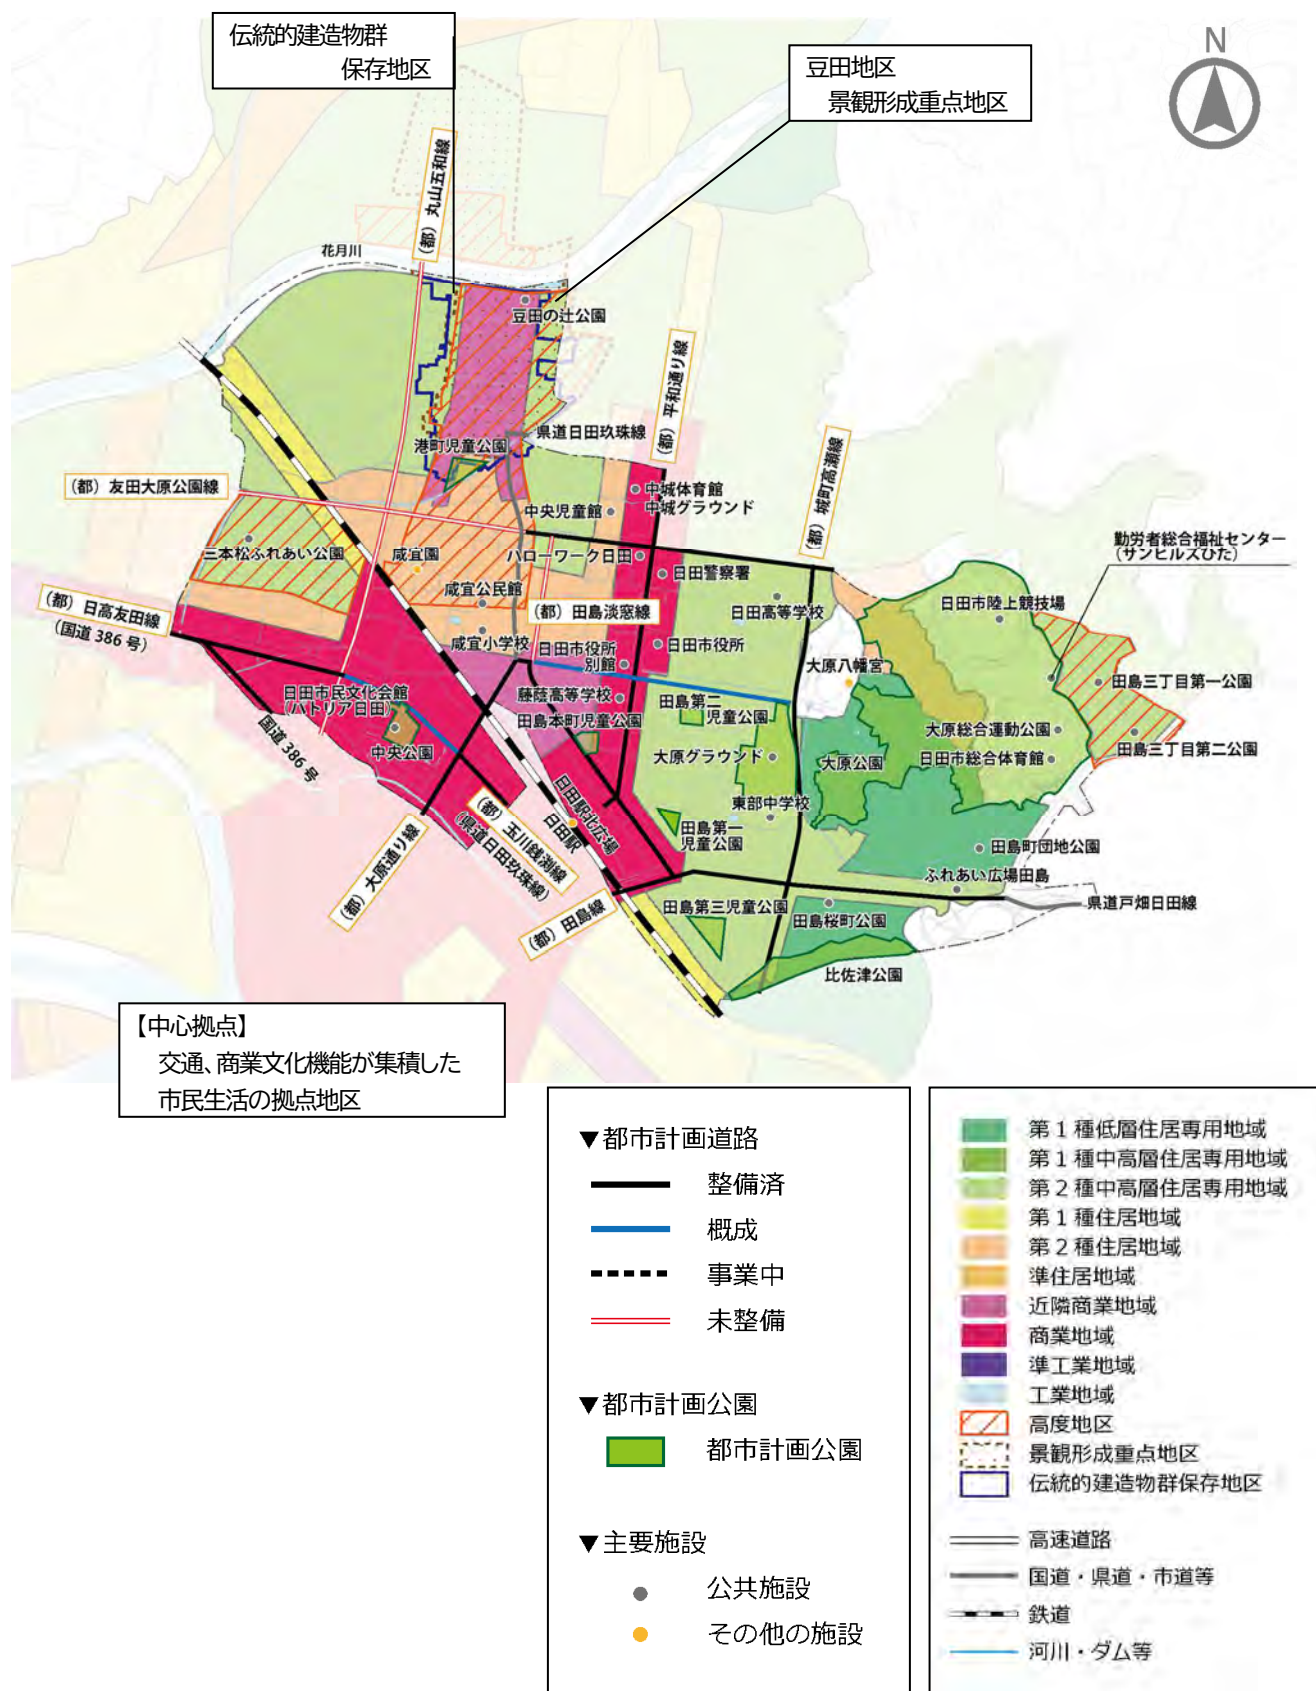 伝統的建造物群
保存地区
豆田地区
景観形成重点地区
N
(都)丸山五和線
花月川
豆田の辻公園
(都)平和通り線
県道日田玖珠線
港町児童公園
(都)友田大原公園線
中城体育館
中城グラウンド
中央児童館
(都)城町高瀬線
勤労者総合福祉センター
(サンヒルズひた)
三本松ふれあい公園
咸宜園
ハローワーク日田
日田警察署
咸宜公民館
(都)田島淡窓線
日田高等学校
日田市陸上競技場
(都)日高友田線
(国道386号)
咸宜小学校
日田市役所
別館
日田市役所
大原八幡宮
田島三丁目第一公園
日田市民文化会館
(パトリア日田)
藤蔭高等学校
田島本町児童公園
田島第二
児童公園
大原総合運動公園
田島三丁目第二公園
国道386号
中央公園
大原グラウンド
大原公園
日田市総合体育館
東部中学校
日田駅北広場
日田駅
田島第一
児童公園
田島町団地公園
(都)玉川銭渕線
(県道日田玖珠線)
(都)大原通り線
ふれあい広場田島
(都)田島線
田島第三児童公園
田島桜町公園
県道戸畑日田線
比佐津公園
【中心拠点】
交通、商業文化機能が集積した
市民生活の拠点地区
▼都市計画道路
整備済
概成
事業中
未整備
▼都市計画公園
都市計画公園
▼主要施設
公共施設
その他の施設
第1種低層住居専用地域
第1種中高層住居専用地域
第2種中高層住居専用地域
第1種住居地域
第2種住居地域
準住居地域
近隣商業地域
商業地域
準工業地域
工業地域
高度地区
景観形成重点地区
伝統的建造物群保存地区
高速道路
国道・県道・市道等
鉄道
河川・ダム等